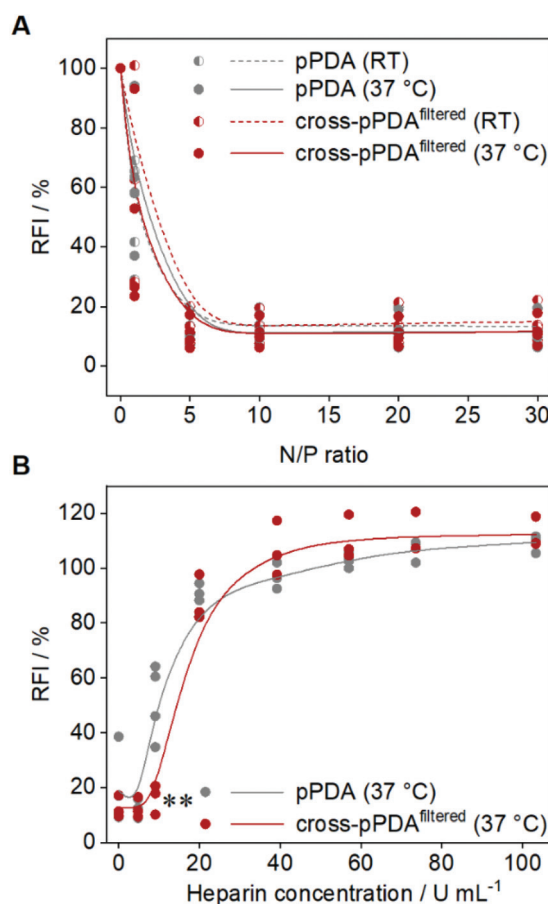 A
100
80
60
40
20
0
RFI / %
pPDA (RT)
pPDA (37 °C)
cross-pPDAfiltered (RT)
cross-pPDAfiltered (37 °C)
0 5 10 15 20 25 30
N/P ratio
B
120
100
80
60
40
20
0
RFI / %
**
pPDA (37 °C)
cross-pPDAfiltered (37 °C)
0 20 40 60 80 100
Heparin concentration / U mL-1